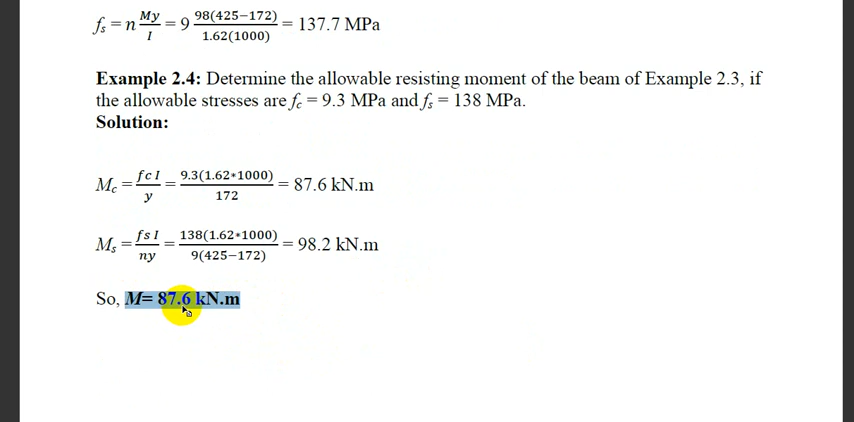 fs = n My/I = 9 98(425−172)/1.62(1000) = 137.7 MPa
Example 2.4: Determine the allowable resisting moment of the beam of Example 2.3, if
the allowable stresses are fc = 9.3 MPa and fs = 138 MPa.
Solution:
Mc = fc I/y = 9.3(1.62*1000)/172 = 87.6 kN.m
Ms = fs I/ny = 138(1.62*1000)/9(425−172) = 98.2 kN.m
So, M= 87.6 kN.m